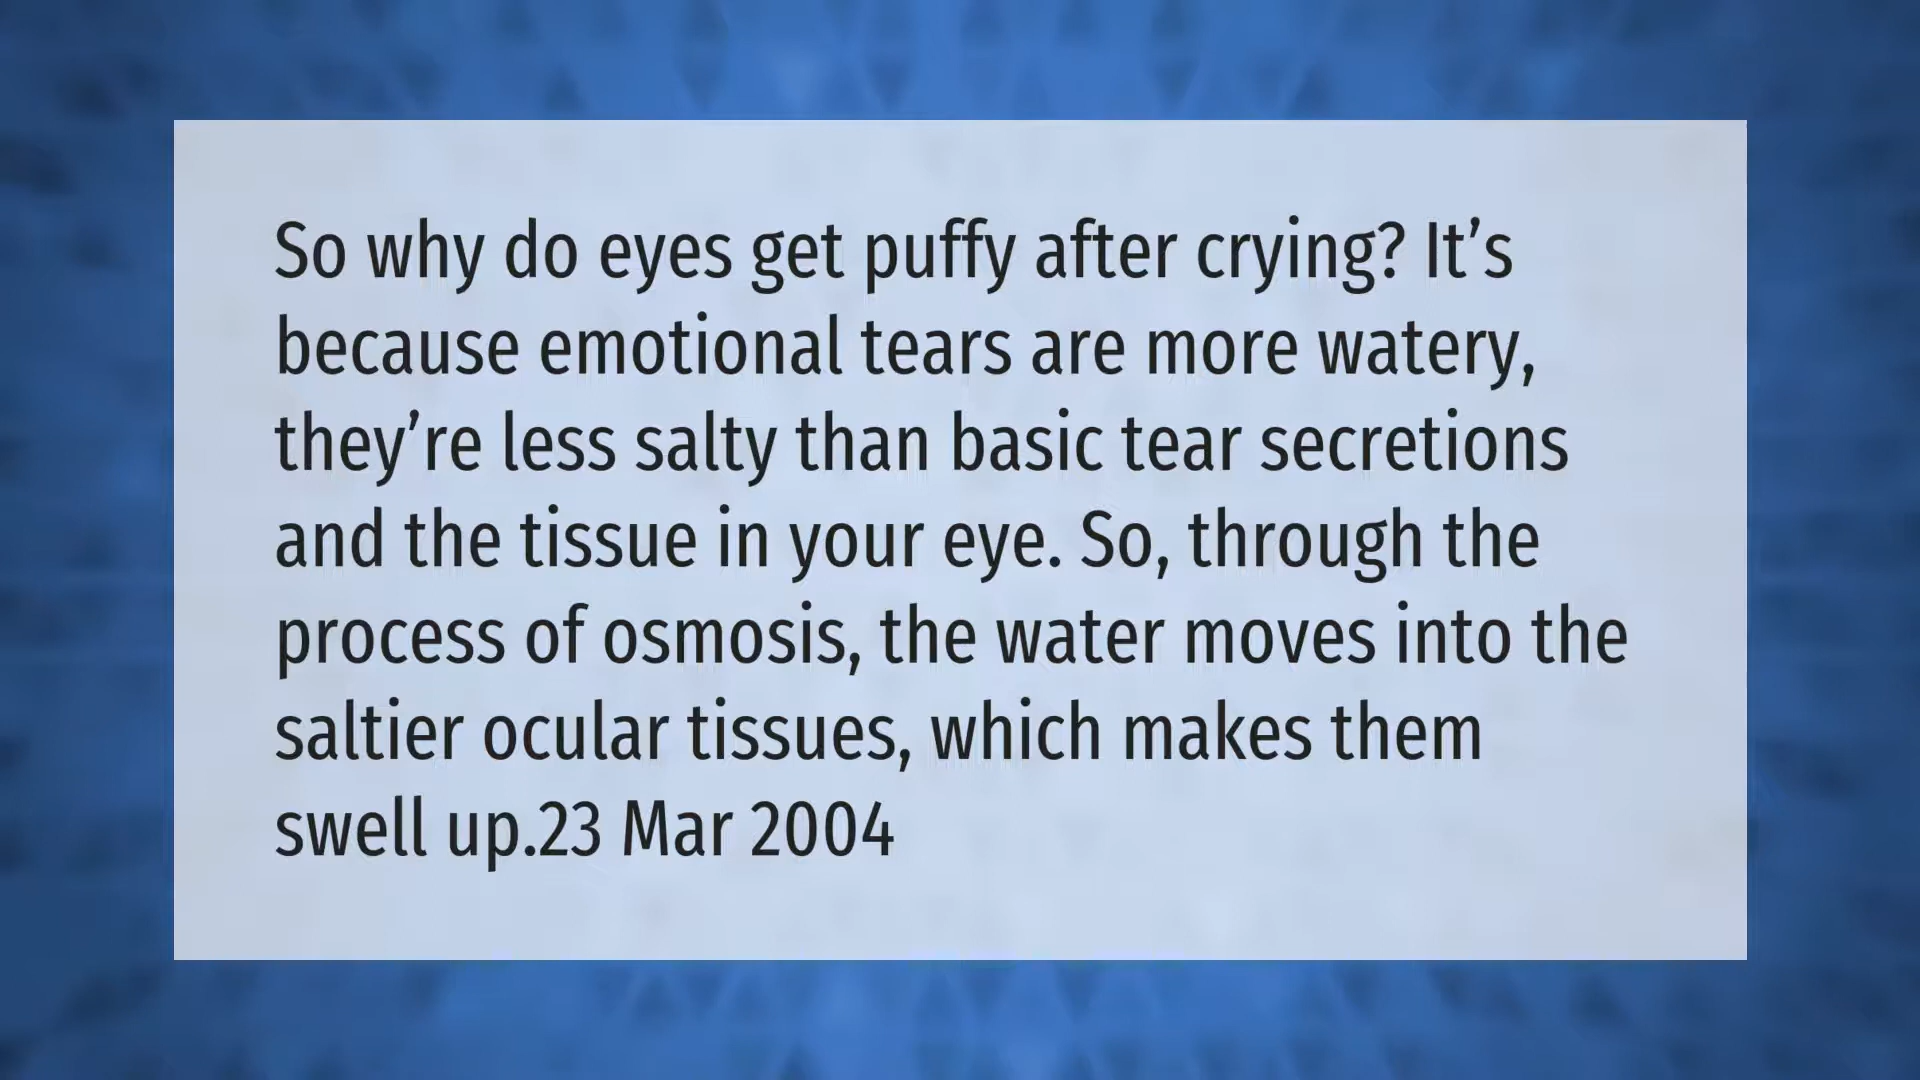 So why do eyes get puffy after crying? It’s
because emotional tears are more watery,
they’re less salty than basic tear secretions
and the tissue in your eye. So, through the
process of osmosis, the water moves into the
saltier ocular tissues, which makes them
swell up.23 Mar 2004